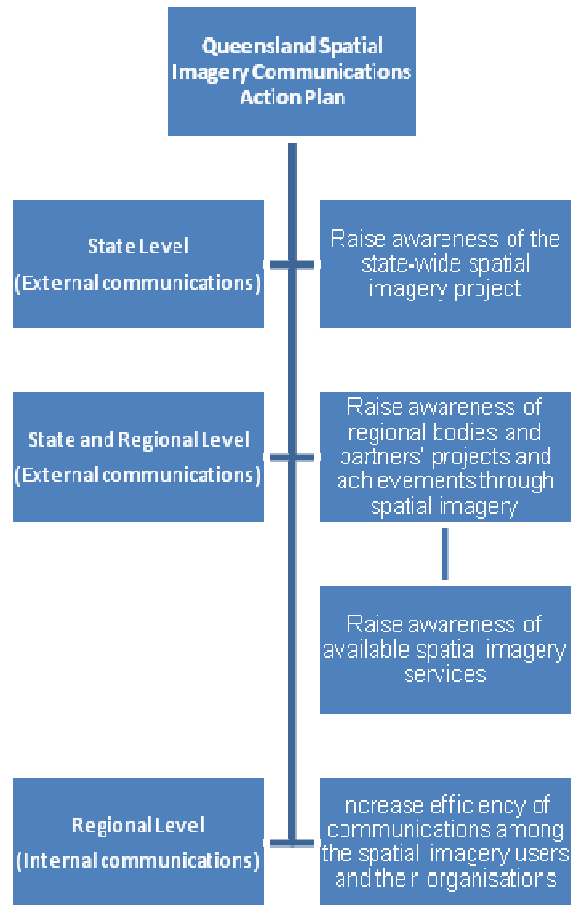 Queensland Spatial
Imagery Communications
Action Plan
State Level
(External communications)
Raise awareness of the
state-wide spatial
imagery project
State and Regional Level
(External communications)
Raise awareness of
regional bodies and
partners' projects and
achievements through
spatial imagery
Raise awareness of
available spatial imagery
services
Regional Level
(Internal communications)
Increase efficiency of
communications among
the spatial imagery users
and their organisations